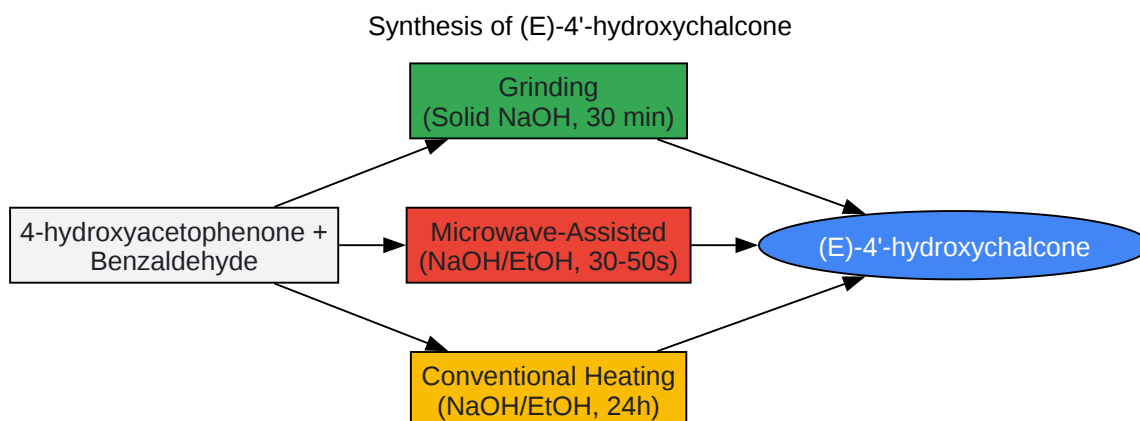 Synthesis of (E)-4'-hydroxychalcone
Grinding
(Solid NaOH, 30 min)
4-hydroxyacetophenone +
Benzaldehyde
Microwave-Assisted
(NaOH/EtOH, 30-50s)
(E)-4'-hydroxychalcone
Conventional Heating
(NaOH/EtOH, 24h)